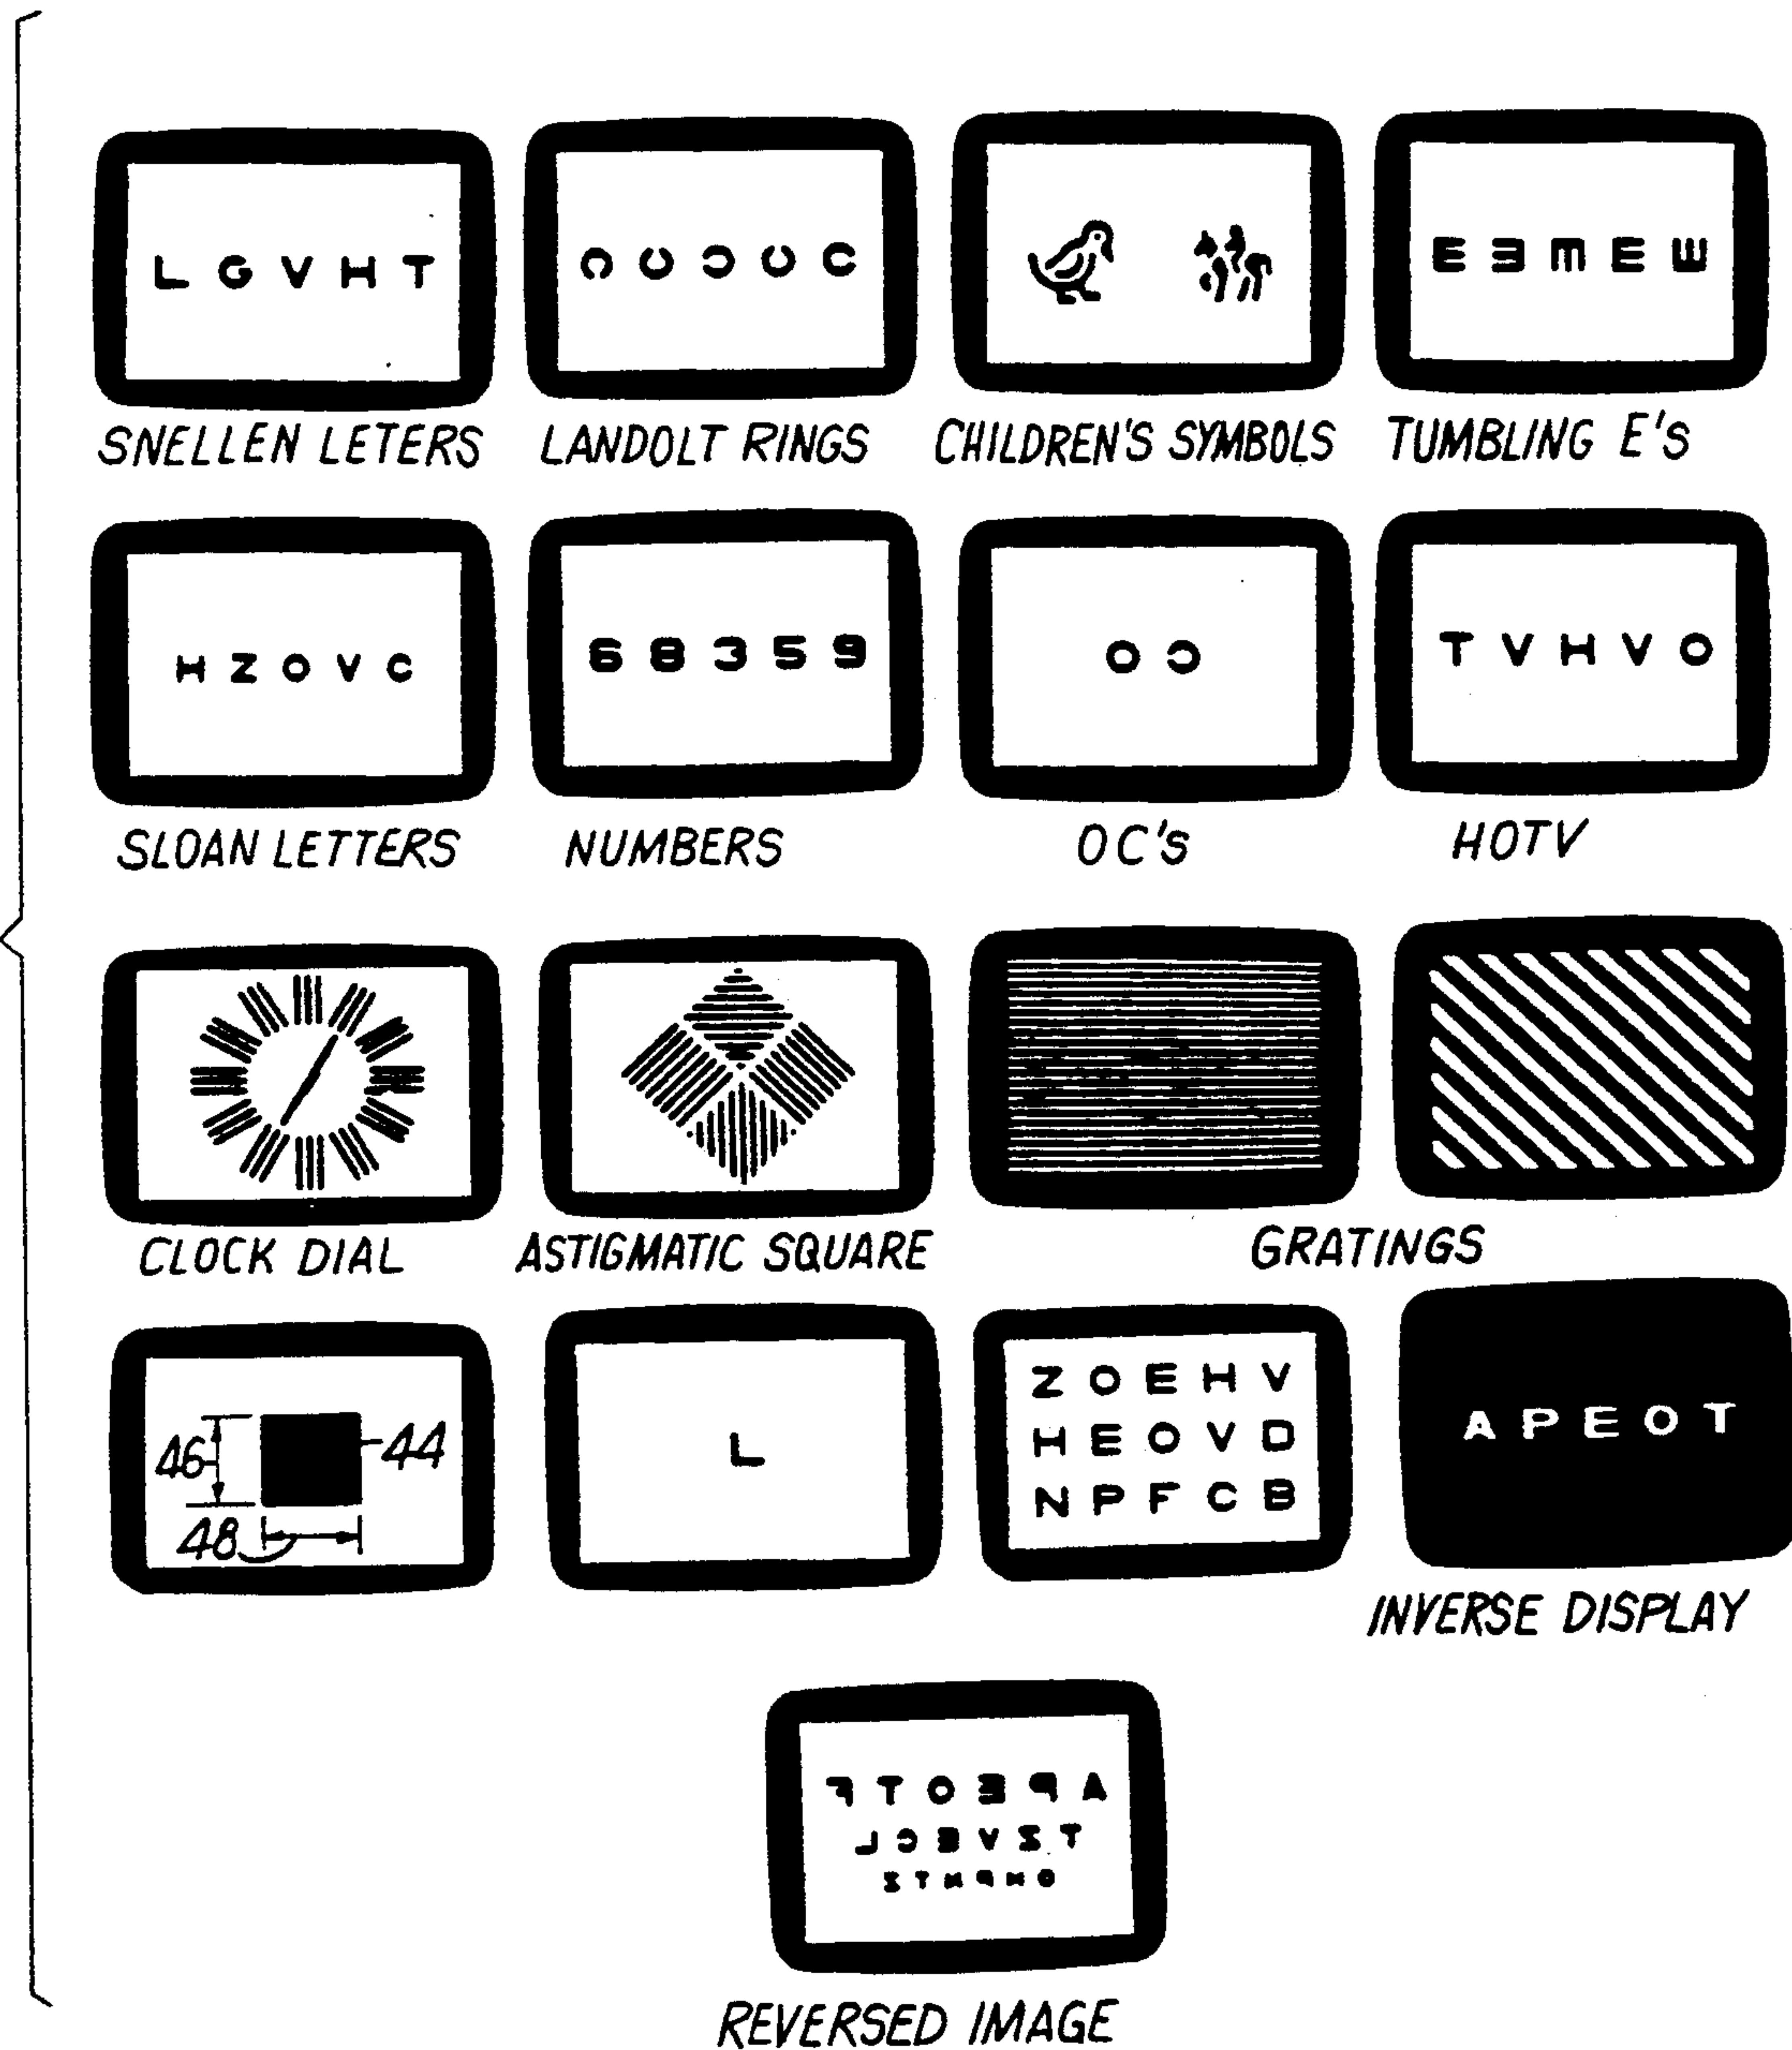 L G V H T
SNELLEN LETERS
LANDOLT RINGS
CHILDREN'S SYMBOLS
TUMBLING E's
H Z O V C
6 8 3 5 9
O C
T V H V O
SLOAN LETTERS
NUMBERS
OC's
HOTV
CLOCK DIAL
ASTIGMATIC SQUARE
GRATINGS
46
44
48
L
Z O E H V
H E O V D
N P F C B
A P E O T
INVERSE DISPLAY
A P E O T F
REVERSED IMAGE